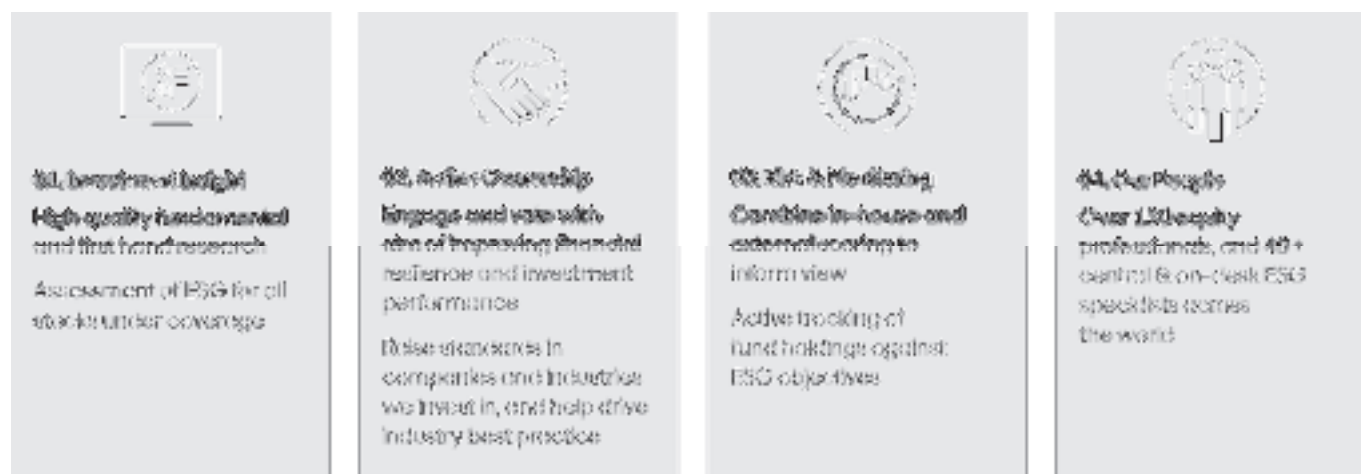 01. Investment Insight
High quality fundamental
and first hand research
Assessment of ESG for all
stocks under coverage
02. Active Ownership
Engage and vote with
aim of improving financial
resilience and investment
performance
Raise standards in
companies and industries
we invest in, and help drive
industry best practice
03. Risk & Monitoring
Combine in-house and
external scoring to
inform view
Active tracking of
fund holdings against
ESG objectives
04. Our People
Over equity
professionals, and 40+
central & on-desk ESG
specialists across
the world